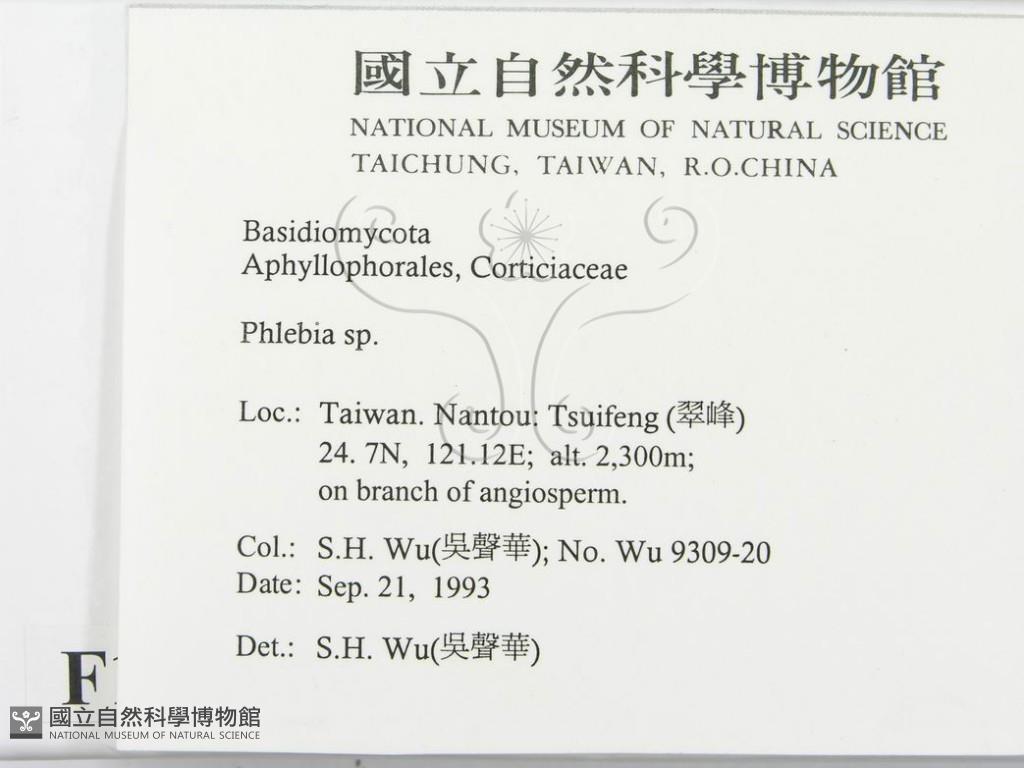 國立自然科學博物館
NATIONAL MUSEUM OF NATURAL SCIENCE
TAICHUNG, TAIWAN, R.O.CHINA
Basidiomycota
Aphyllophorales, Corticiaceae
Phlebia sp.
Loc.: Taiwan. Nantou: Tsuifeng (翠峰)
24. 7N, 121.12E; alt. 2,300m;
on branch of angiosperm.
Col.: S.H. Wu(吳聲華); No. Wu 9309-20
Date: Sep. 21, 1993
Det.: S.H. Wu(吳聲華)
F
國立自然科學博物館
NATIONAL MUSEUM OF NATURAL SCIENCE